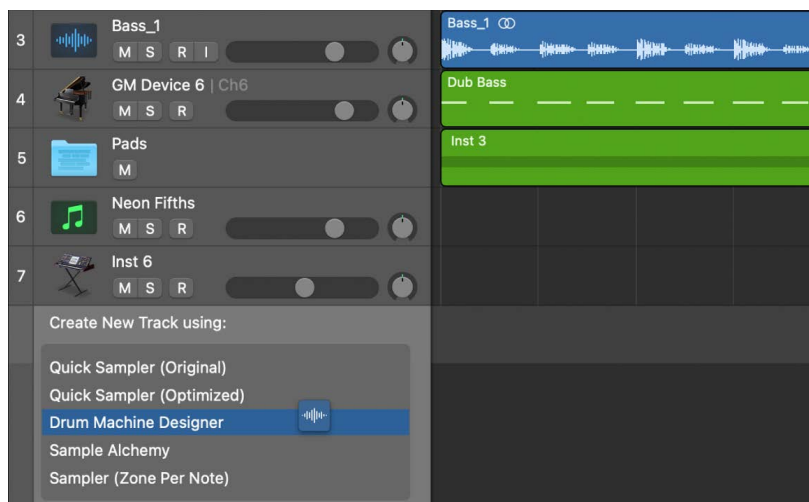 3
Bass_1
M S R I
Bass_1
4
GM Device 6 | Ch6
M S R
Dub Bass
5
Pads
M
Inst 3
6
Neon Fifths
M S R
7
Inst 6
M S R
Create New Track using:
Quick Sampler (Original)
Quick Sampler (Optimized)
Drum Machine Designer
Sample Alchemy
Sampler (Zone Per Note)